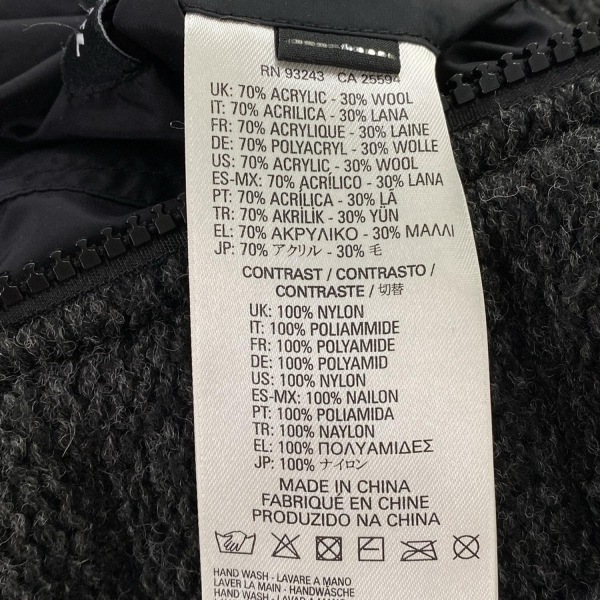 RN 93243 CA 25594
UK: 70% ACRYLIC - 30% WOOL
IT: 70% ACRILICA - 30% LANA
FR: 70% ACRYLIQUE - 30% LAINE
DE: 70% POLYACRYL - 30% WOLLE
US: 70% ACRYLIC - 30% WOOL
ES-MX: 70% ACRÍLICO - 30% LANA
PT: 70% ACRÍLICA - 30% LÃ
TR: 70% AKRİLİK - 30% YÜN
EL: 70% ΑΚΡΥΛΙΚΟ - 30% ΜΑΛΛΙ
JP: 70% アクリル - 30% 毛
CONTRAST / CONTRASTO /
CONTRASTE / 切替
UK: 100% NYLON
IT: 100% POLIAMMIDE
FR: 100% POLYAMIDE
DE: 100% POLYAMID
US: 100% NYLON
ES-MX: 100% NAILON
PT: 100% POLIAMIDA
TR: 100% NAYLON
EL: 100% ΠΟΛΥΑΜΙΔΕΣ
JP: 100% ナイロン
MADE IN CHINA
FABRIQUÉ EN CHINE
PRODUZIDO NA CHINA
HAND WASH - LAVARE A MANO
LAVER LA MAIN - HANDWÄSCHE